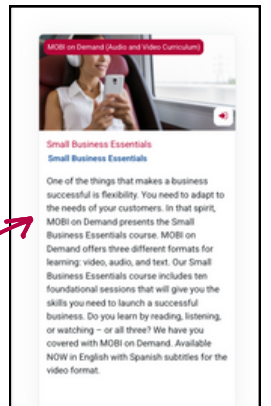 MOBI on Demand (Audio and Video Curriculum)
Small Business Essentials
Small Business Essentials
One of the things that makes a business
successful is flexibility. You need to adapt to
the needs of your customers. In that spirit,
MOBI on Demand presents the Small
Business Essentials course. MOBI on
Demand offers three different formats for
learning: video, audio, and text. Our Small
Business Essentials course includes ten
foundational sessions that will give you the
skills you need to launch a successful
business. Do you learn by reading, listening,
or watching – or all three? We have you
covered with MOBI on Demand. Available
NOW in English with Spanish subtitles for the
video format.